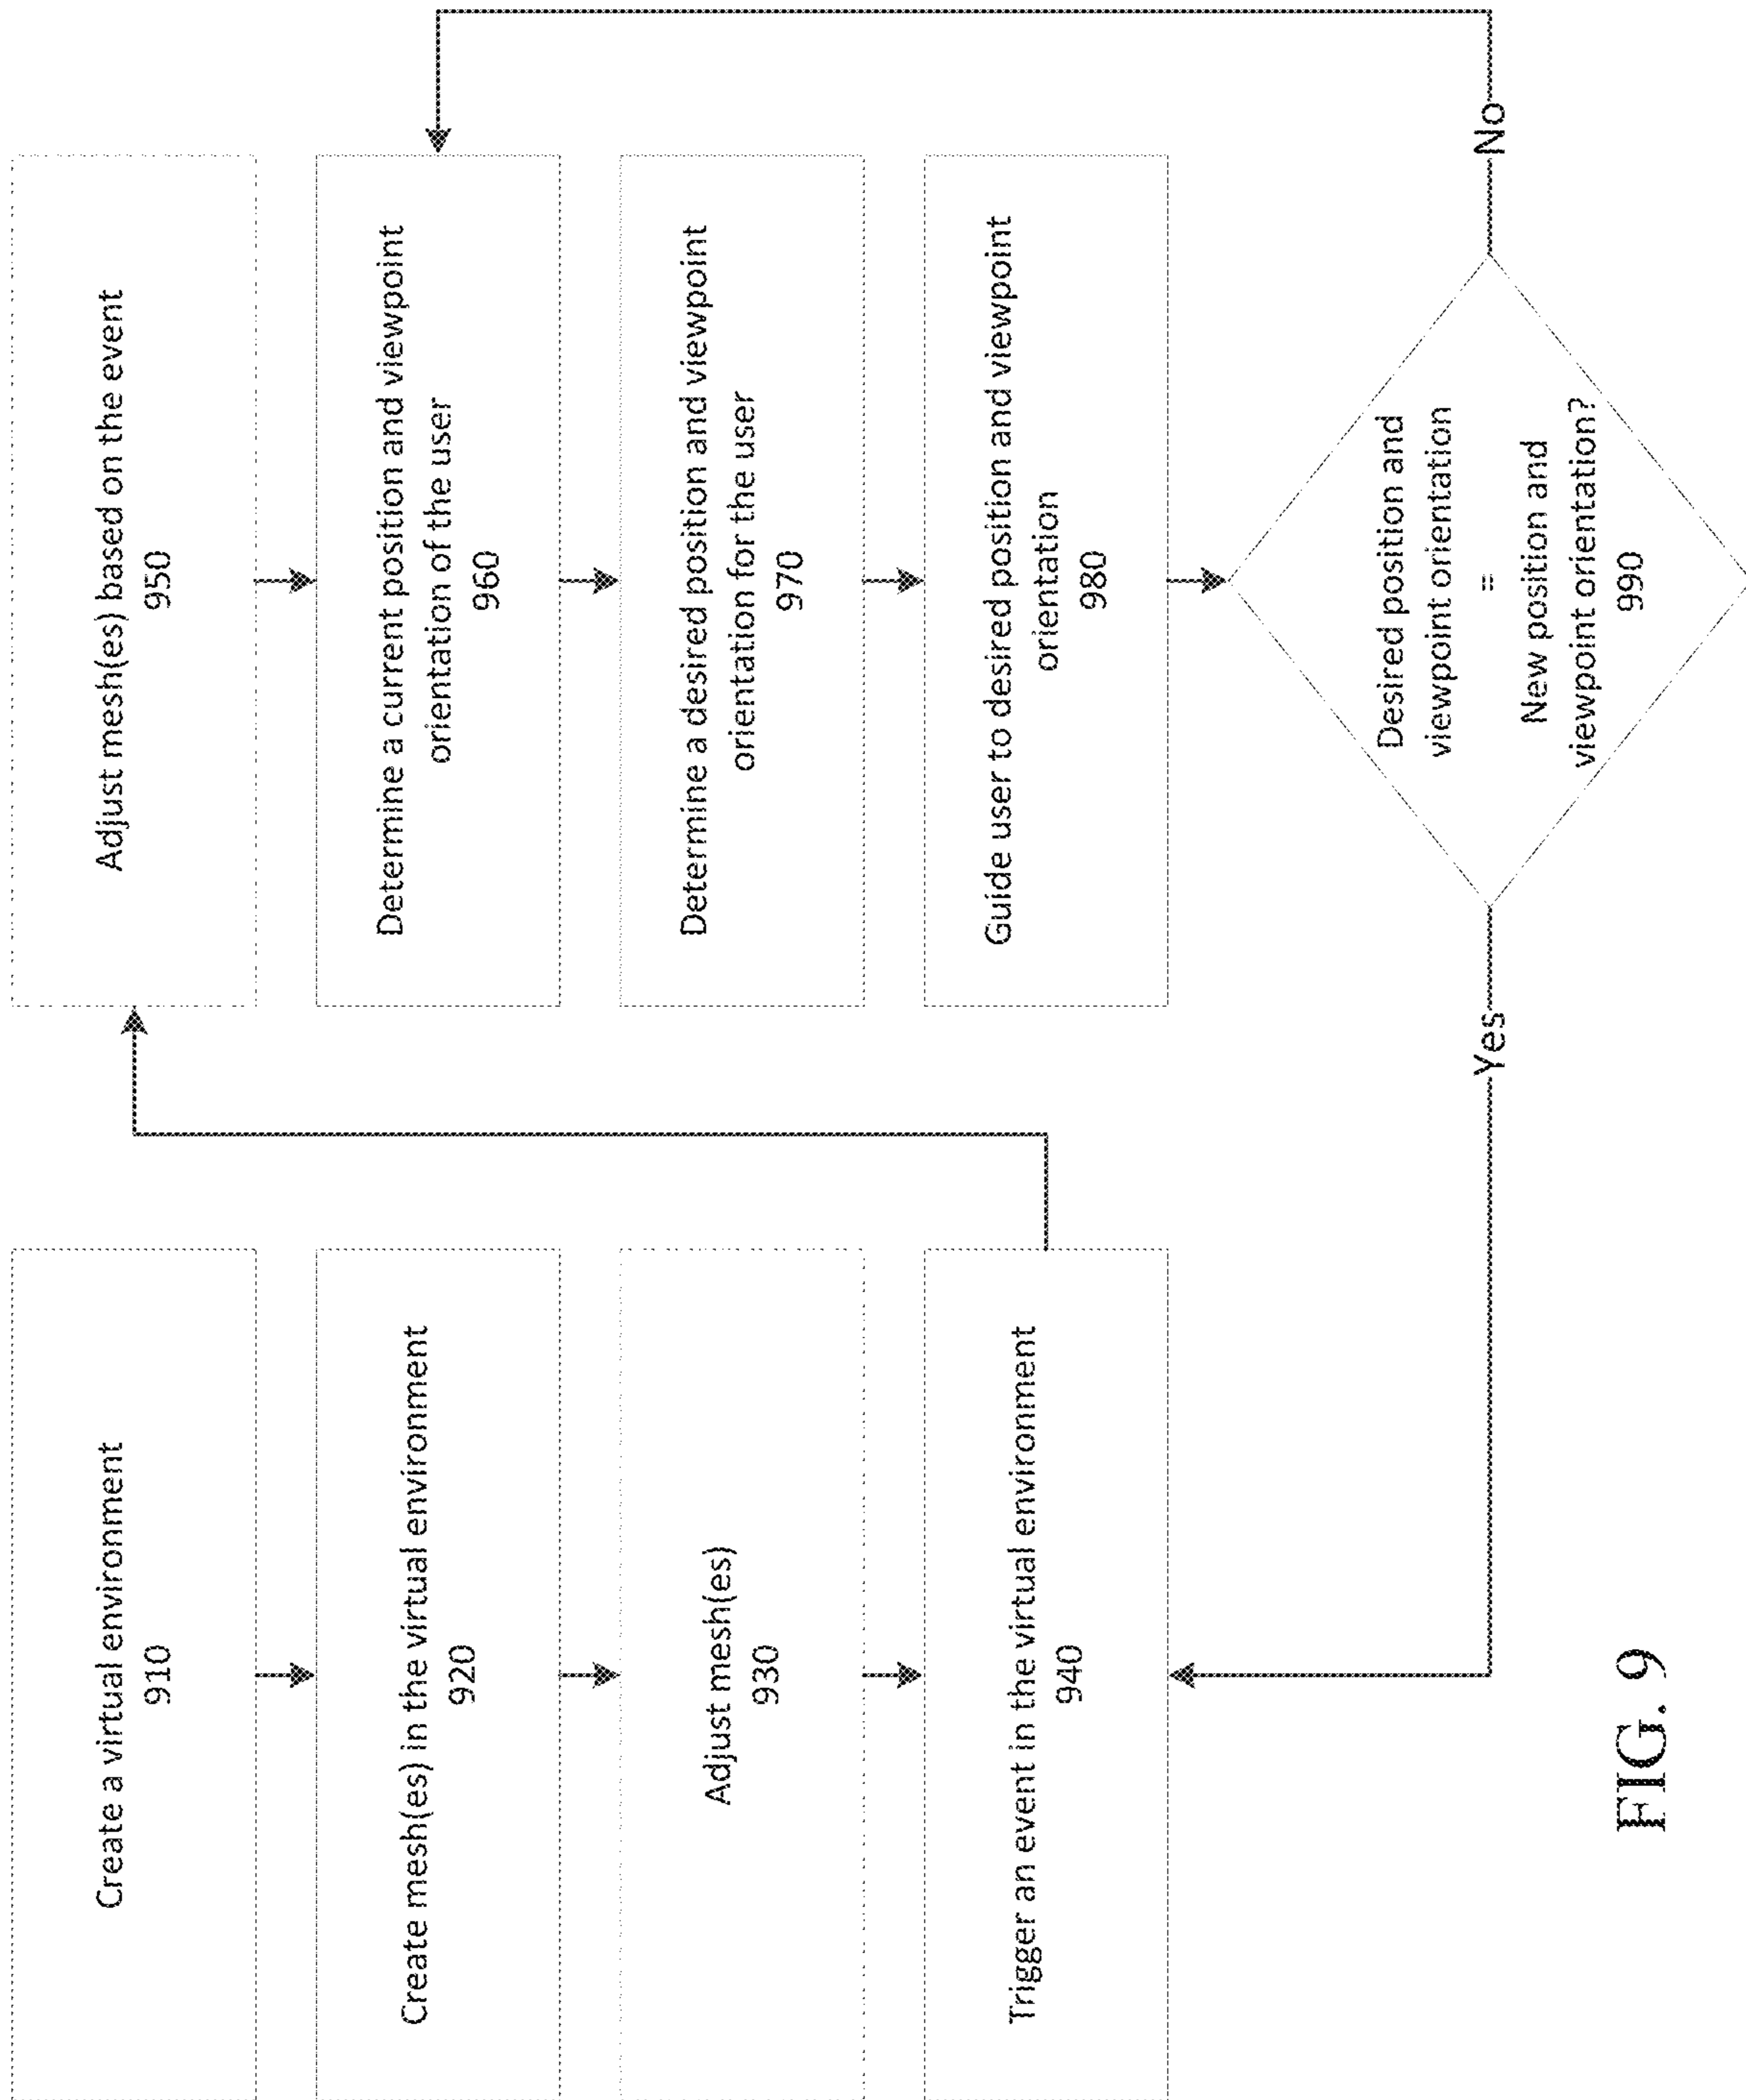 Create a virtual environment
910
Create mesh(es) in the virtual environment
920
Adjust mesh(es)
930
Trigger an event in the virtual environment
940
Adjust mesh(es) based on the event
950
Determine a current position and viewpoint
orientation of the user
960
Determine a desired position and viewpoint
orientation for the user
970
Guide user to desired position and viewpoint
orientation
980
Desired position and
viewpoint orientation
=
New position and
viewpoint orientation?
990
Yes
No
FIG. 9